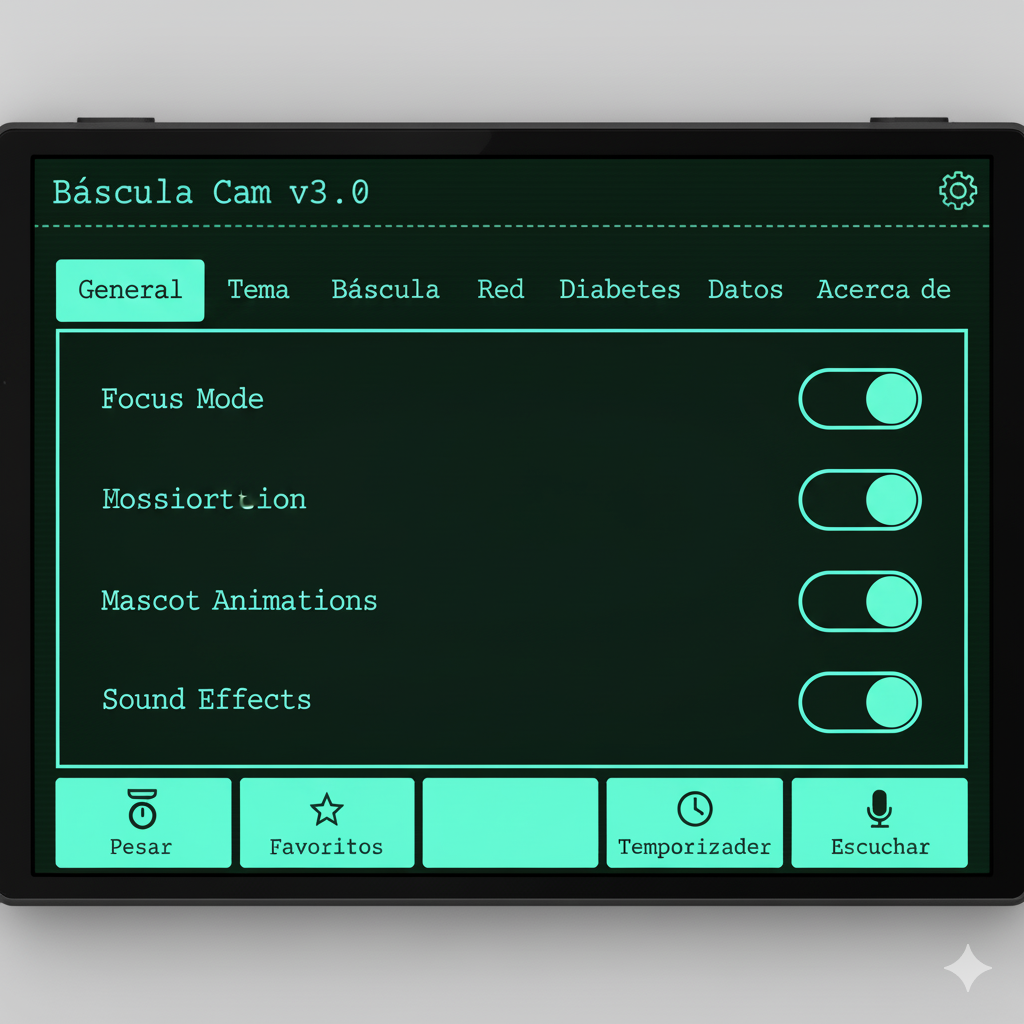 Báscula Cam v3.0
General Tema Báscula Red Diabetes Datos Acerca de
Focus Mode
Mascot Animations
Sound Effects
Pesar Favoritos Temporizader Escuchar